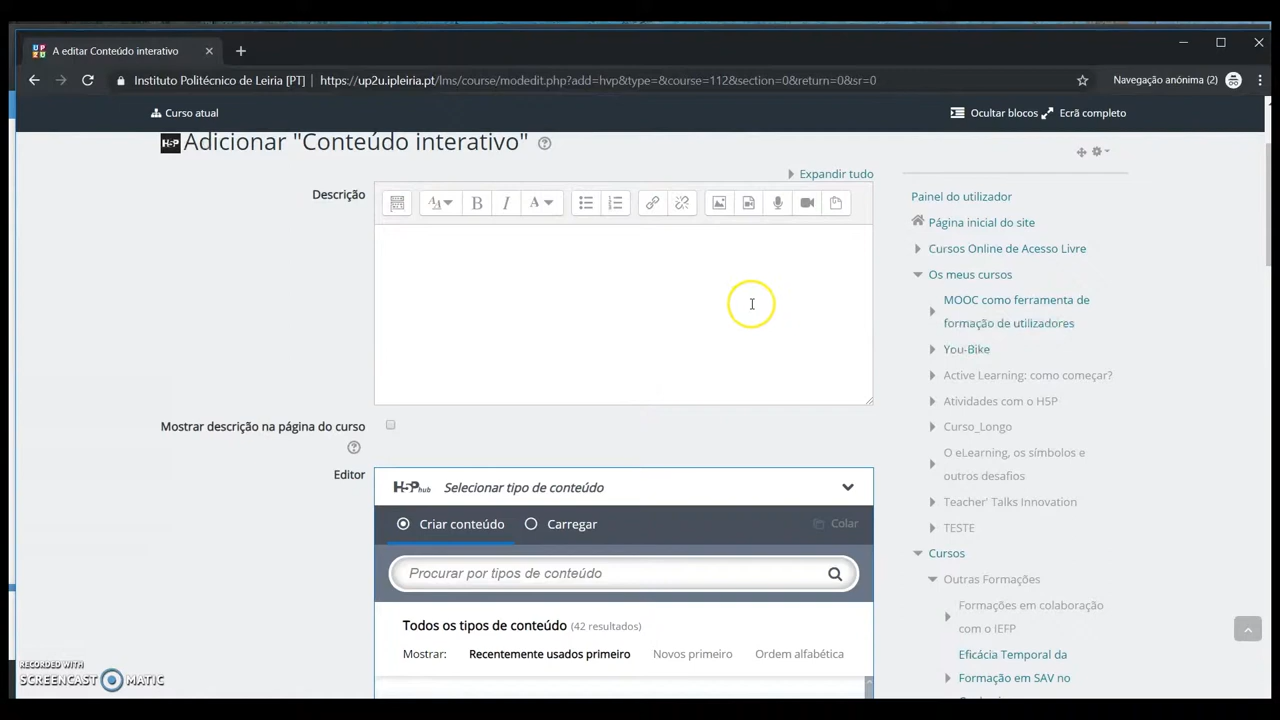 A editar Conteúdo interativo
Instituto Politécnico de Leiria [PT] | https://up2u.ipleiria.pt/lms/course/modedit.php?add=hvp&type=&course=112&section=0&return=0&sr=0
Navegação anónima (2)
Curso atual
Ocultar blocos
Ecrã completo
H5P Adicionar "Conteúdo interativo"
Expandir tudo
Descrição
Mostrar descrição na página do curso
Editor
H5P hub Selecionar tipo de conteúdo
Criar conteúdo
Carregar
Colar
Procurar por tipos de conteúdo
Todos os tipos de conteúdo (42 resultados)
Mostrar: Recentemente usados primeiro Novos primeiro Ordem alfabética
Painel do utilizador
Página inicial do site
Cursos Online de Acesso Livre
Os meus cursos
MOOC como ferramenta de
formação de utilizadores
You-Bike
Active Learning: como começar?
Atividades com o H5P
Curso_Longo
O eLearning, os símbolos e
outros desafios
Teacher' Talks Innovation
TESTE
Cursos
Outras Formações
Formações em colaboração
com o IEFP
Eficácia Temporal da
Formação em SAV no
RECORDED WITH
SCREENCAST MATIC